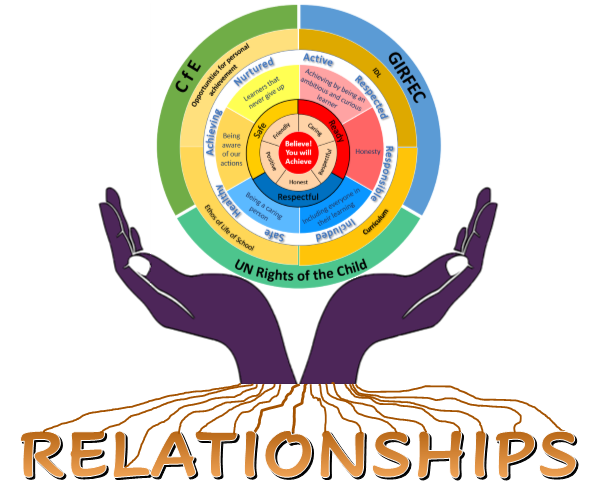 CfE
GIRFEC
UN Rights of the Child
Opportunities for personal
achievement
IDL
Curriculum
Ethos of Life of School
Active
Respected
Responsible
Included
Safe
Healthy
Achieving
Nurtured
Achieving by being an
ambitious and curious
learner
Honesty
Including everyone in
their learning
Being a caring
person
Being
aware
of our
actions
Learners that
never give up
Safe
Ready
Respectful
Friendly
Caring
Respectful
Honest
Positive
Believe!
You will
Achieve
RELATIONSHIPS